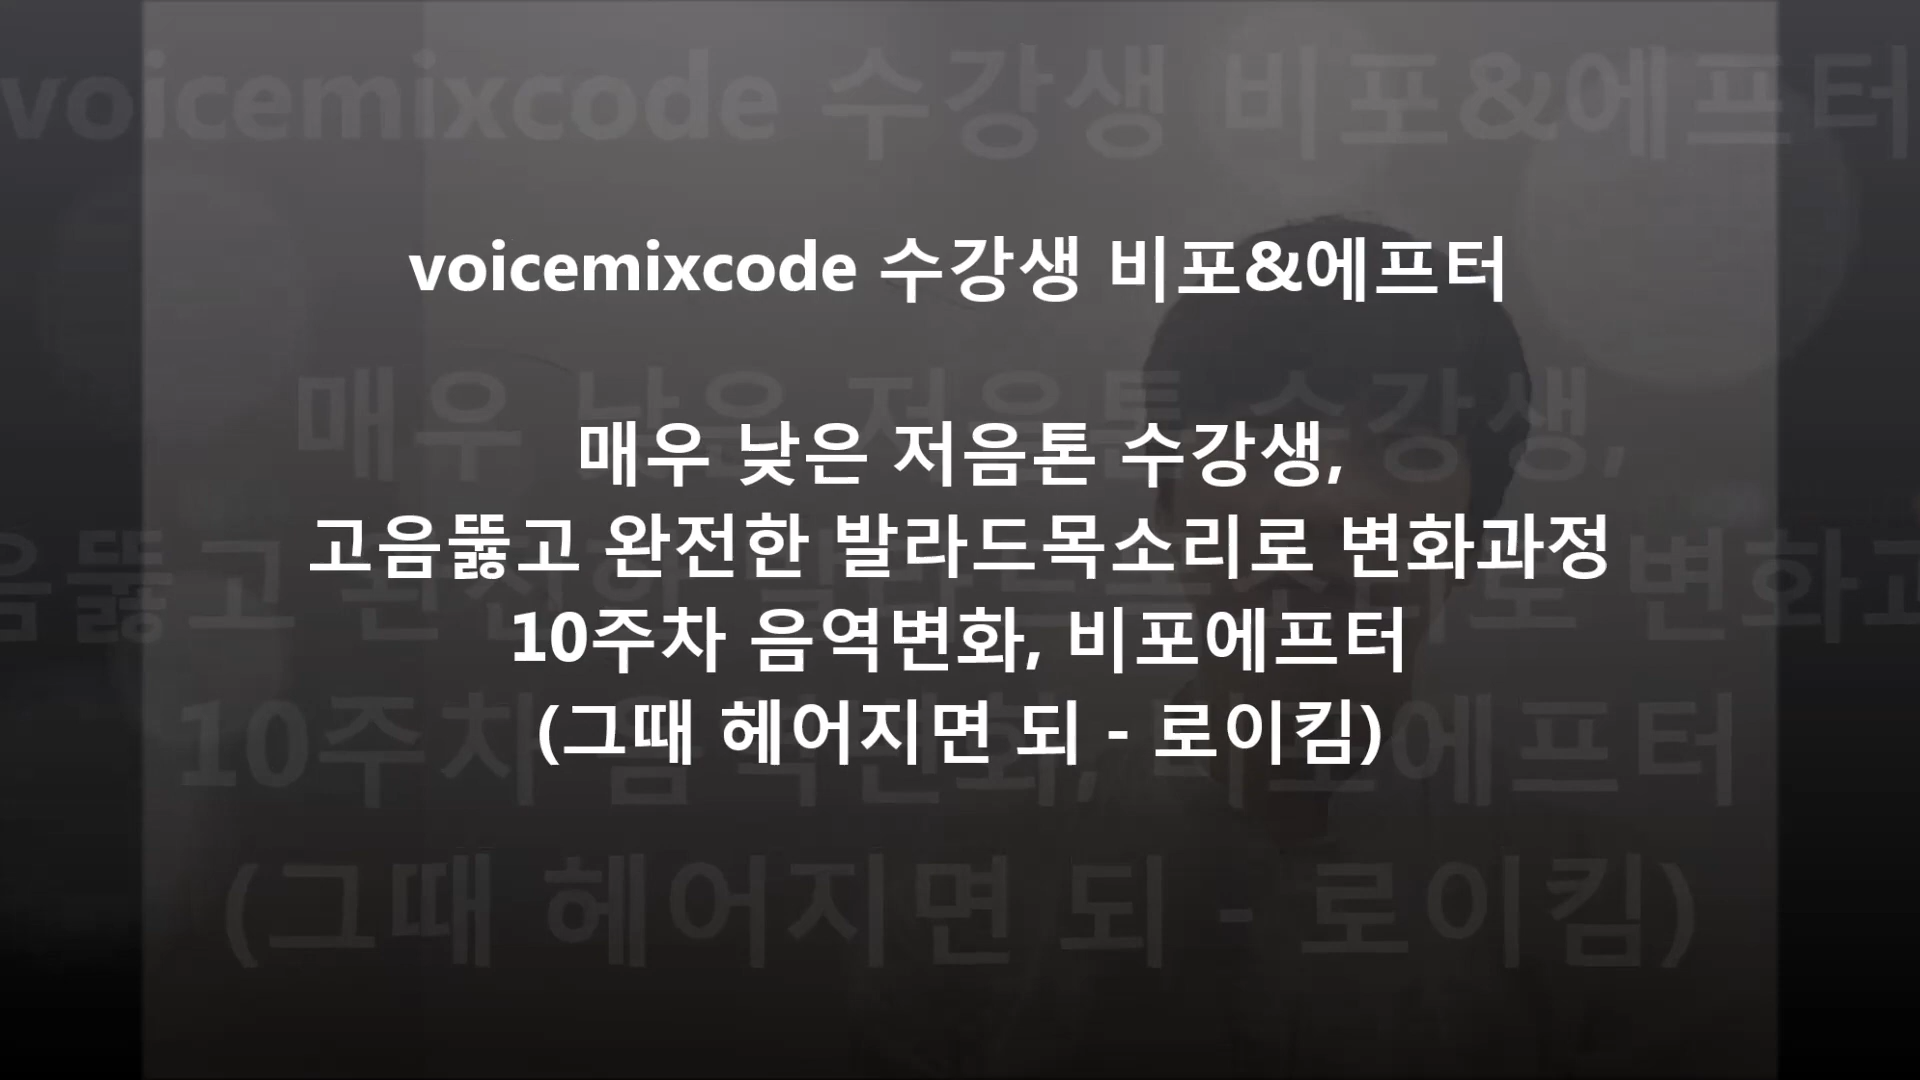 voicemixcode 수강생 비포&에프터
매우 낮은 저음톤 수강생,
고음뚫고 완전한 발라드목소리로 변화과정
10주차 음역변화, 비포에프터
(그때 헤어지면 되 - 로이킴)